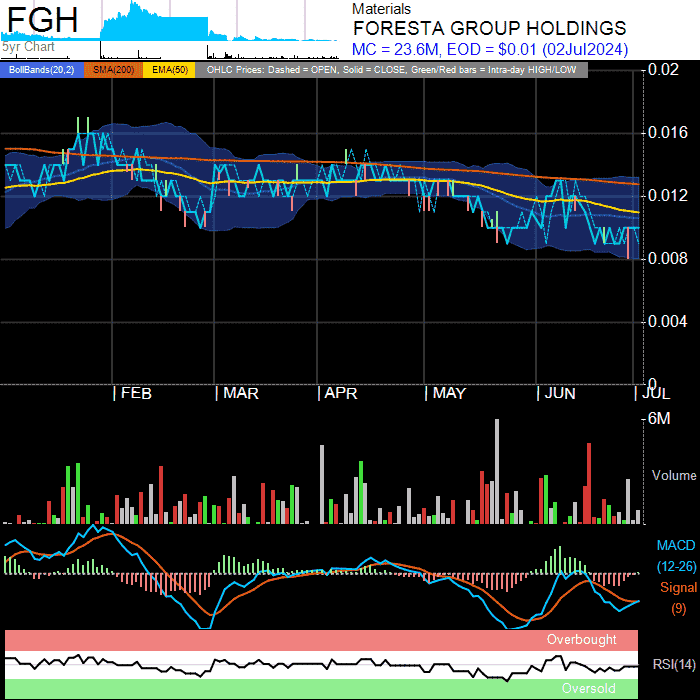 FGH
5yr Chart
Materials
FORESTA GROUP HOLDINGS
MC = 23.6M, EOD = $0.01 (02Jul2024)
BollBands(20,2) SMA(200) EMA(50) OHLC Prices: Dashed = OPEN, Solid = CLOSE, Green/Red bars = Intra-day HIGH/LOW
0.02
0.016
0.012
0.008
0.004
0
FEB MAR APR MAY JUN JUL
6M
Volume
MACD
(12-26)
Signal
(9)
Overbought
RSI(14)
Oversold